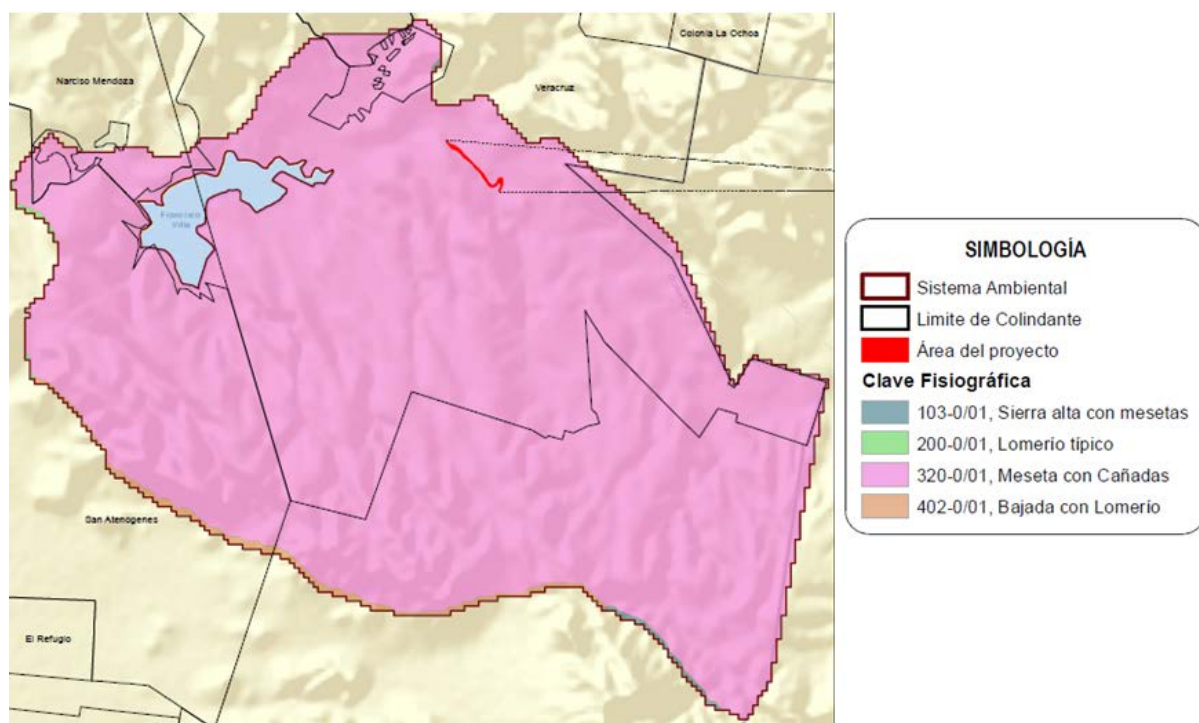 Colonia La Ochoa
Narciso Mendoza
Veracruz
Francisco
Villa
San Atenogenes
El Refugio
SIMBOLOGÍA
Sistema Ambiental
Limite de Colindante
Área del proyecto
Clave Fisiográfica
103-0/01, Sierra alta con mesetas
200-0/01, Lomerío típico
320-0/01, Meseta con Cañadas
402-0/01, Bajada con Lomerío